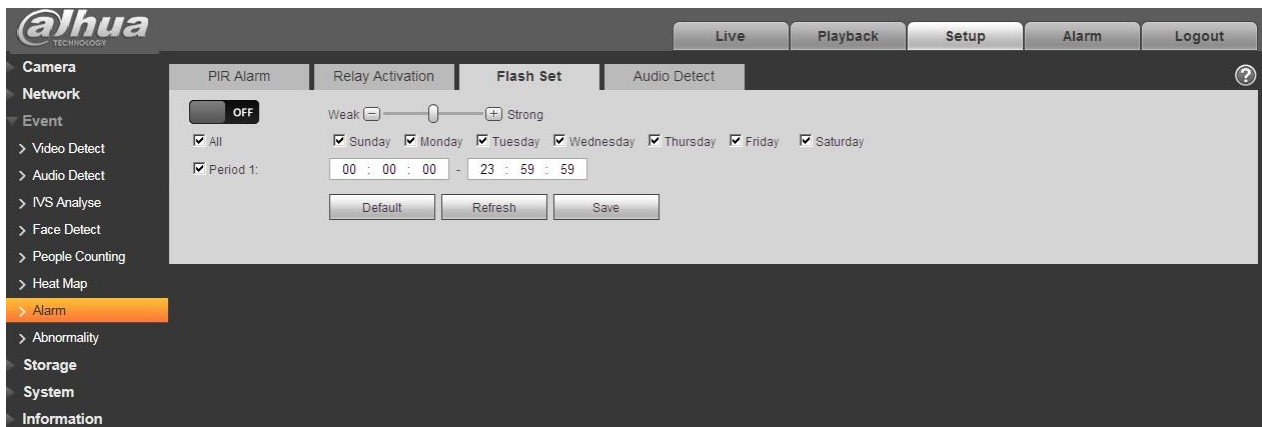 alhua
TECHNOLOGY
Live Playback Setup Alarm Logout
Camera
Network
Event
> Video Detect
> Audio Detect
> IVS Analyse
> Face Detect
> People Counting
> Heat Map
> Alarm
> Abnormality
Storage
System
Information
PIR Alarm Relay Activation Flash Set Audio Detect ?
OFF Weak - + Strong
All Sunday Monday Tuesday Wednesday Thursday Friday Saturday
Period 1: 00 : 00 : 00 - 23 : 59 : 59
Default Refresh Save